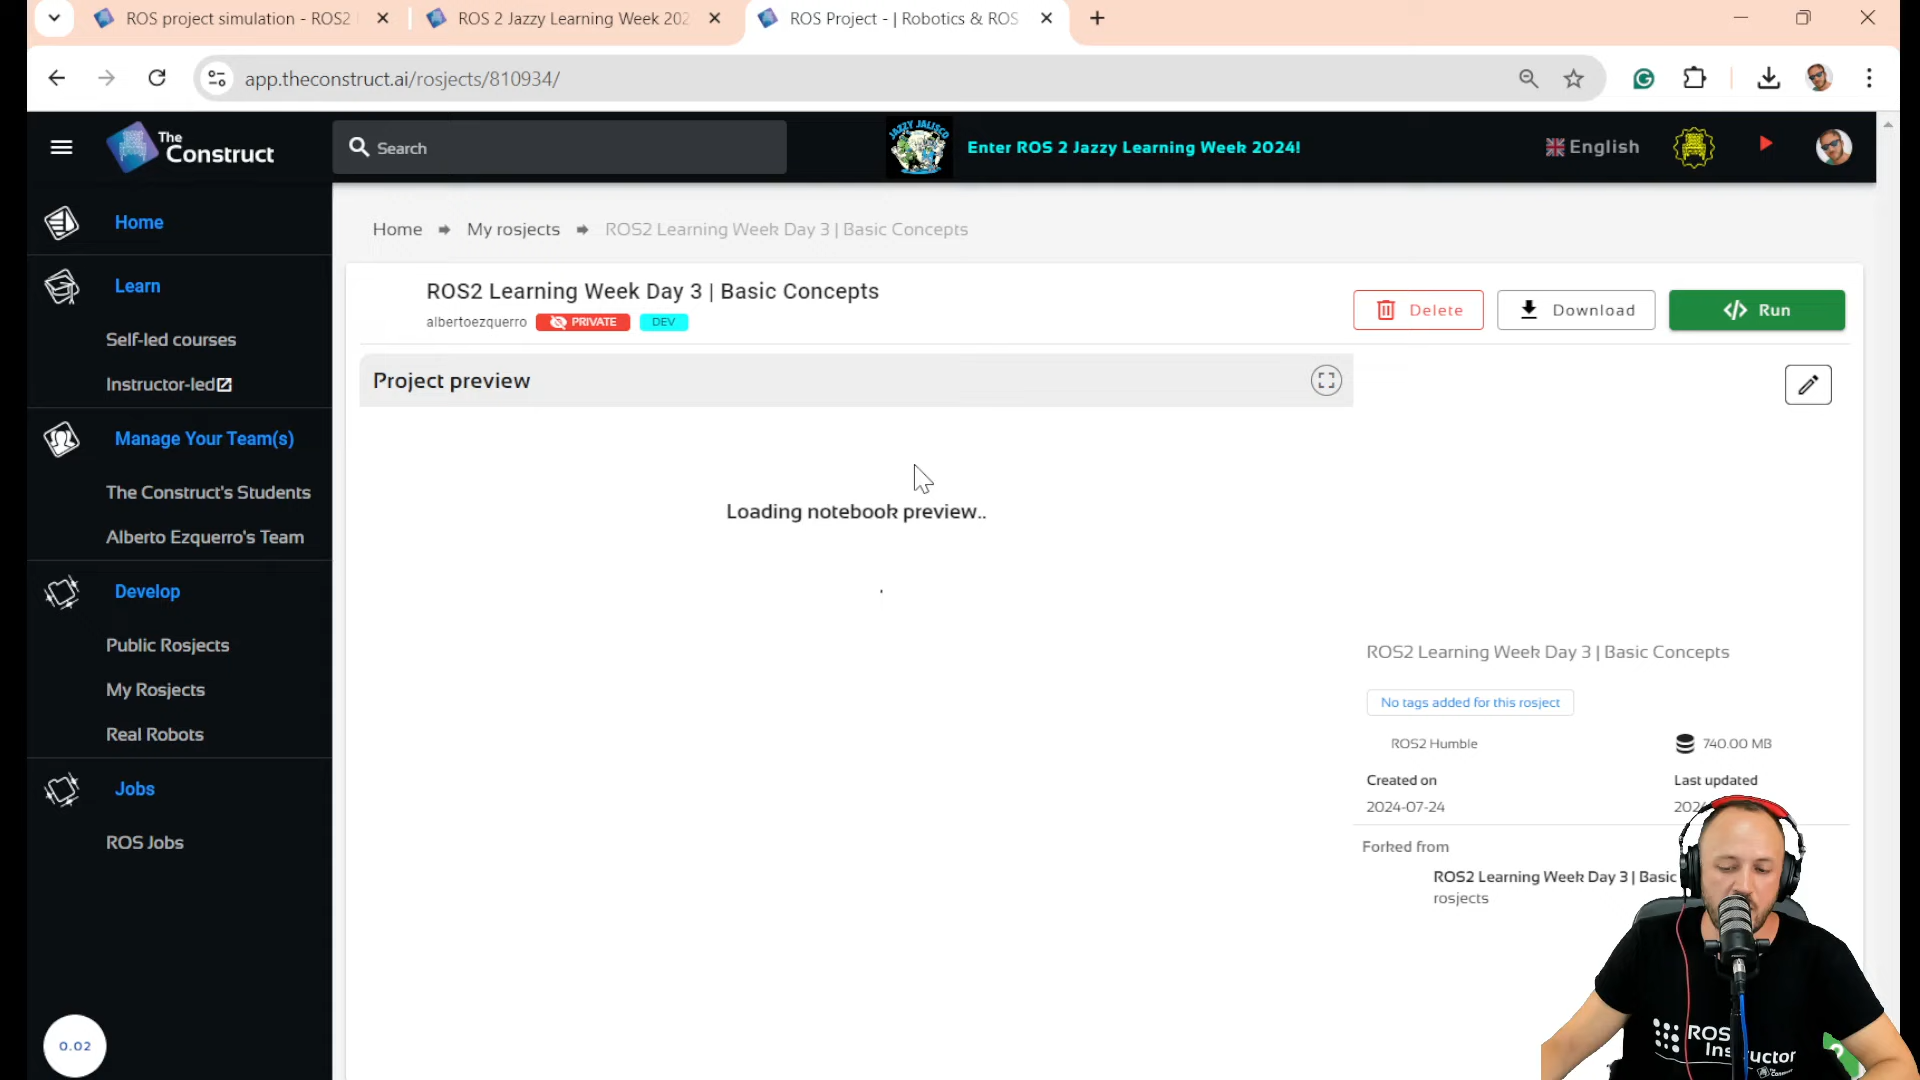 ROS project simulation - ROS2
ROS 2 Jazzy Learning Week 202
ROS Project - | Robotics & ROS
app.theconstruct.ai/rosjects/810934/
The Construct
Search
JAZZY JALISCO
Enter ROS 2 Jazzy Learning Week 2024!
English
Home
Learn
Self-led courses
Instructor-led
Manage Your Team(s)
The Construct's Students
Alberto Ezquerro's Team
Develop
Public Rosjects
My Rosjects
Real Robots
Jobs
ROS Jobs
0.02
Home
My rosjects
ROS2 Learning Week Day 3 | Basic Concepts
ROS2 Learning Week Day 3 | Basic Concepts
albertoezquerro
PRIVATE
DEV
Delete
Download
Run
Project preview
Loading notebook preview..
ROS2 Learning Week Day 3 | Basic Concepts
No tags added for this rosject
ROS2 Humble
740.00 MB
Created on
Last updated
2024-07-24
Forked from
ROS2 Learning Week Day 3 | Basic
rosjects
ROS
Instructor